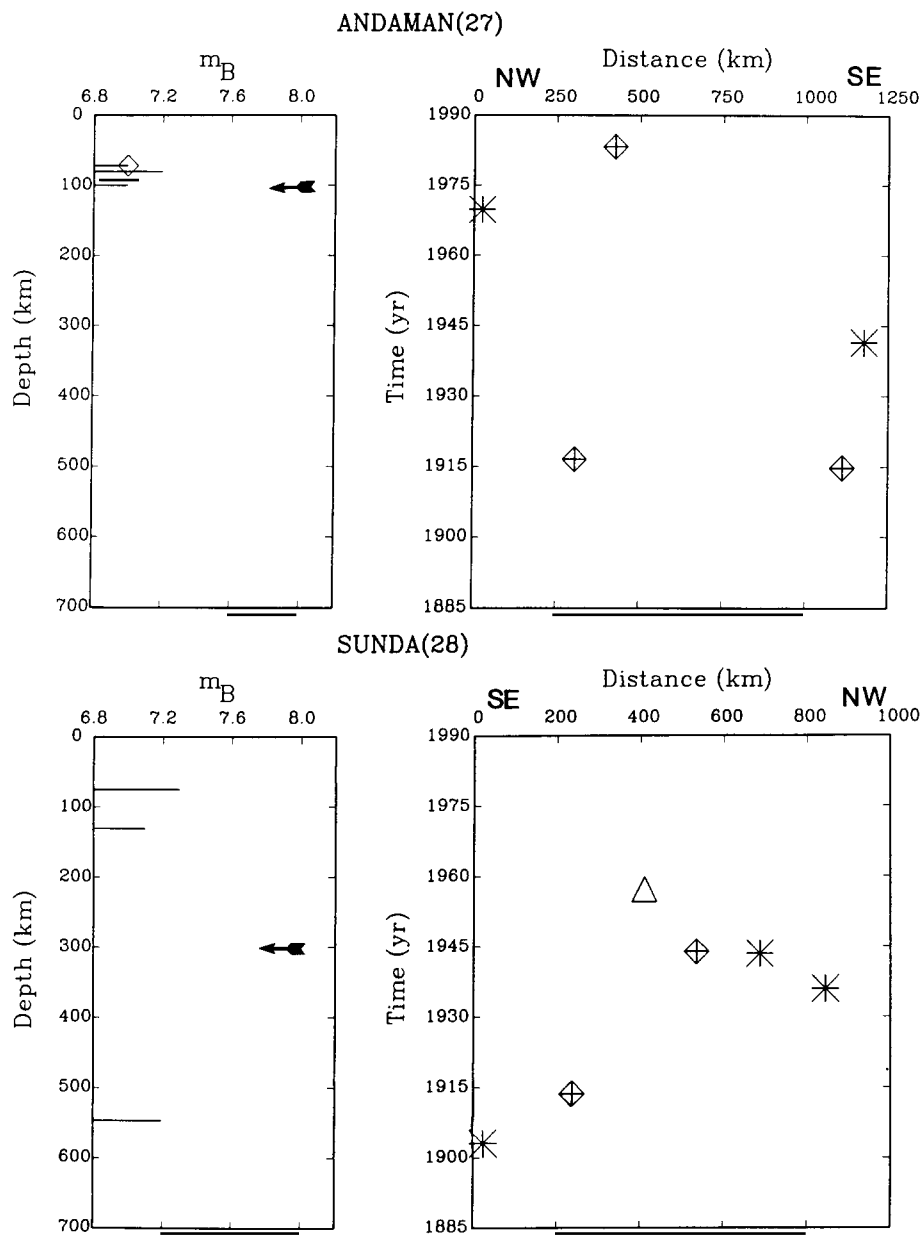 ANDAMAN(27)
m_B
Distance (km)
NW SE
6.8 7.2 7.6 8.0
0 250 500 750 1000 1250
Depth (km)
0
100
200
300
400
500
600
700
Time (yr)
1990
1975
1960
1945
1930
1915
1900
1885
SUNDA(28)
m_B
Distance (km)
SE NW
6.8 7.2 7.6 8.0
0 200 400 600 800 1000
Depth (km)
0
100
200
300
400
500
600
700
Time (yr)
1990
1975
1960
1945
1930
1915
1900
1885